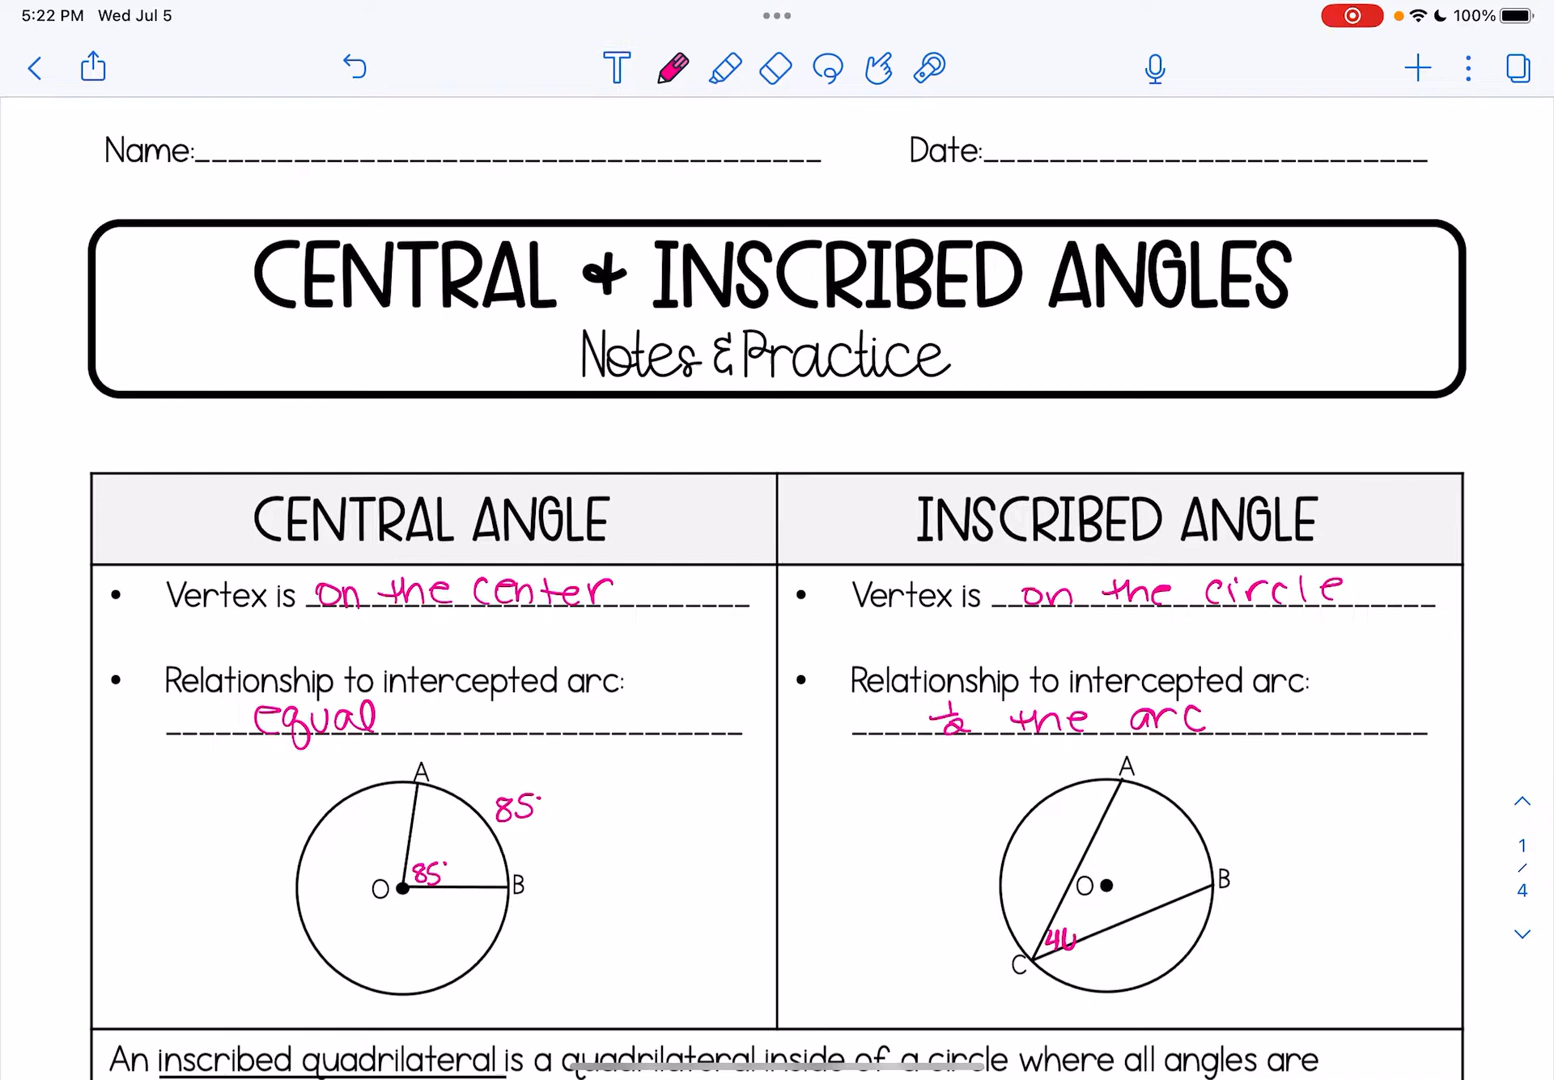 5:22 PM Wed Jul 5
100%
Name:
Date:
CENTRAL & INSCRIBED ANGLES
Notes & Practice
CENTRAL ANGLE
INSCRIBED ANGLE
• Vertex is on the center
• Vertex is on the circle
• Relationship to intercepted arc:
equal
• Relationship to intercepted arc:
1/2 the arc
A
85°
85°
O
B
A
O
B
C
1
/
4
An inscribed quadrilateral is a quadrilateral inside of a circle where all angles are